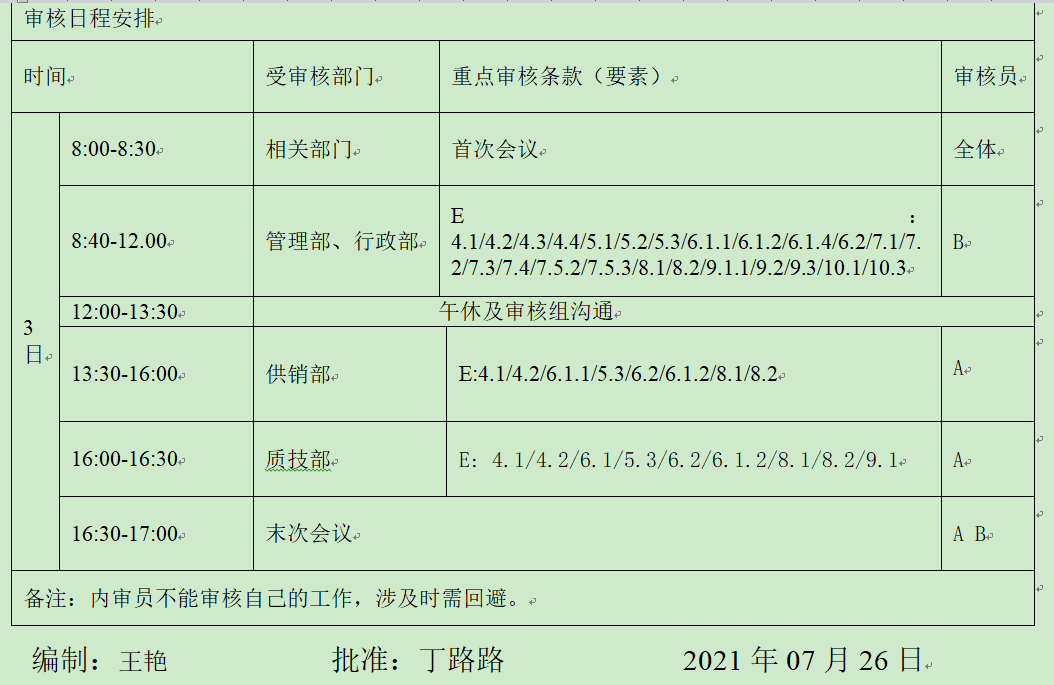 审核日程安排
时间 受审核部门 重点审核条款（要素） 审核员
8:00-8:30 相关部门 首次会议 全体
E ：
8:40-12.00 管理部、行政部 4.1/4.2/4.3/4.4/5.1/5.2/5.3/6.1.1/6.1.2/6.1.4/6.2/7.1/7. B
2/7.3/7.4/7.5.2/7.5.3/8.1/8.2/9.1.1/9.2/9.3/10.1/10.3
12:00-13:30 午休及审核组沟通
3
日
13:30-16:00 供销部 E:4.1/4.2/6.1.1/5.3/6.2/6.1.2/8.1/8.2 A
16:00-16:30 质技部 E: 4.1/4.2/6.1/5.3/6.2/6.1.2/8.1/8.2/9.1 A
16:30-17:00 末次会议 A B
备注：内审员不能审核自己的工作，涉及时需回避。
编制：王艳 批准：丁路路 2021 年 07 月 26 日